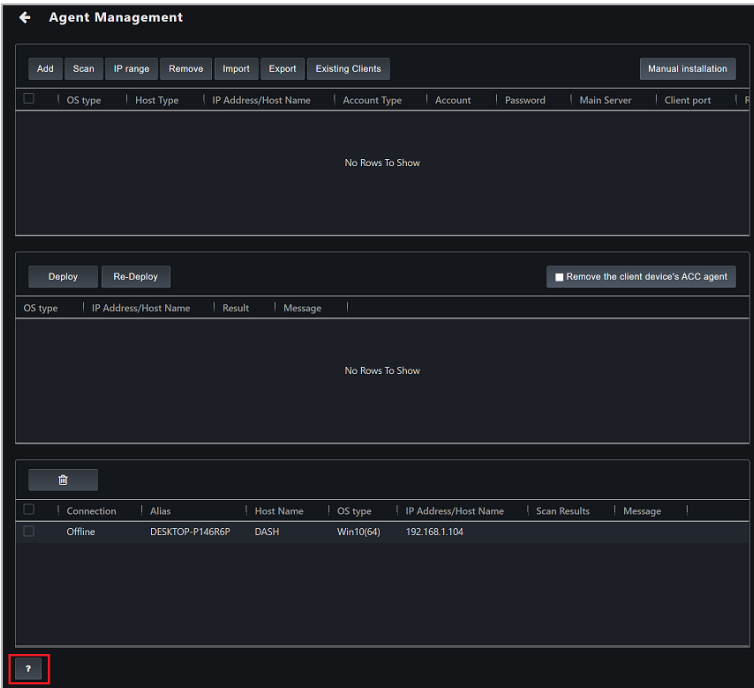 Agent Management
Add Scan IP range Remove Import Export Existing Clients Manual installation
OS type Host Type IP Address/Host Name Account Type Account Password Main Server Client port R
No Rows To Show
Deploy Re-Deploy Remove the client device's ACC agent
OS type IP Address/Host Name Result Message
No Rows To Show
Connection Alias Host Name OS type IP Address/Host Name Scan Results Message
Offline DESKTOP-P146R6P DASH Win10(64) 192.168.1.104
?